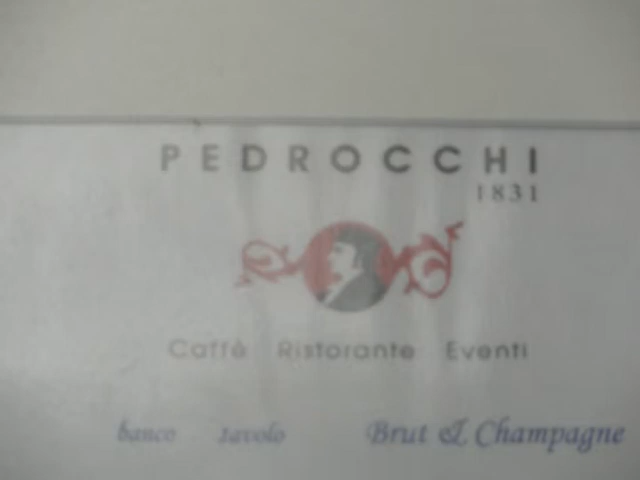 PEDROCCHI
1831
Caffè Ristorante Eventi
banco tavolo Brut & Champagne